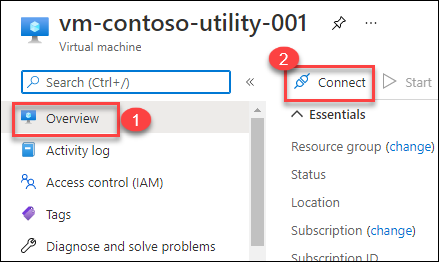 vm-contoso-utility-001
Virtual machine
Search (Ctrl+/)
«
Overview
1
Activity log
Access control (IAM)
Tags
Diagnose and solve problems
2
Connect
Start
Essentials
Resource group (change)
Status
Location
Subscription (change)
Subscription ID